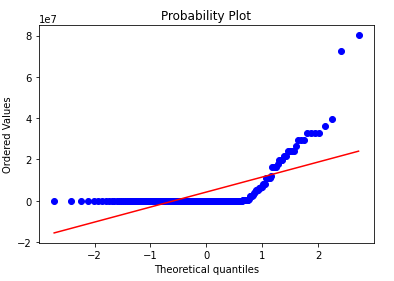 Probability Plot
1e7
8
6
4
2
0
−2
Ordered Values
−2
−1
0
1
2
Theoretical quantiles